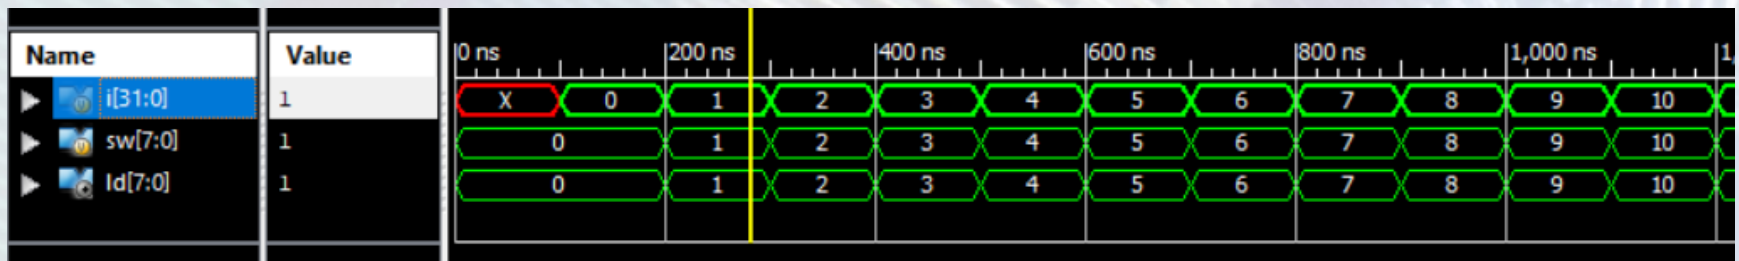 Name Value 0 ns 200 ns 400 ns 600 ns 800 ns 1,000 ns 1,
i[31:0] 1 X 0 1 2 3 4 5 6 7 8 9 10
sw[7:0] 1 0 1 2 3 4 5 6 7 8 9 10
ld[7:0] 1 0 1 2 3 4 5 6 7 8 9 10